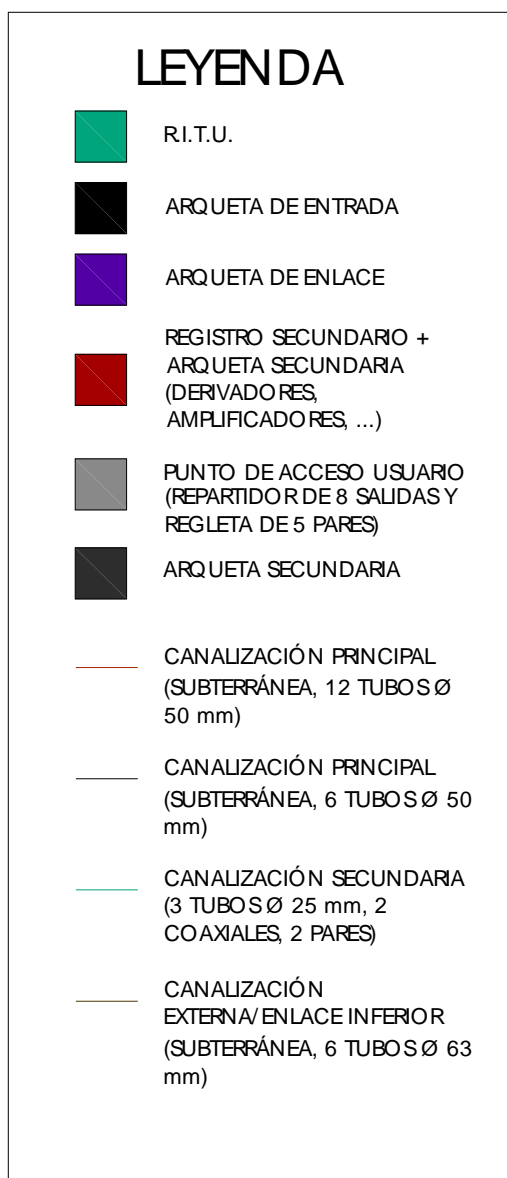 LEYENDA
R.I.T.U.
ARQUETA DE ENTRADA
ARQUETA DE ENLACE
REGISTRO SECUNDARIO +
ARQUETA SECUNDARIA
(DERIVADORES,
AMPLIFICADORES, ...)
PUNTO DE ACCESO USUARIO
(REPARTIDOR DE 8 SALIDAS Y
REGLETA DE 5 PARES)
ARQUETA SECUNDARIA
CANALIZACIÓN PRINCIPAL
(SUBTERRÁNEA, 12 TUBOS Ø
50 mm)
CANALIZACIÓN PRINCIPAL
(SUBTERRÁNEA, 6 TUBOS Ø 50
mm)
CANALIZACIÓN SECUNDARIA
(3 TUBOS Ø 25 mm, 2
COAXIALES, 2 PARES)
CANALIZACIÓN
EXTERNA/ENLACE INFERIOR
(SUBTERRÁNEA, 6 TUBOS Ø 63
mm)